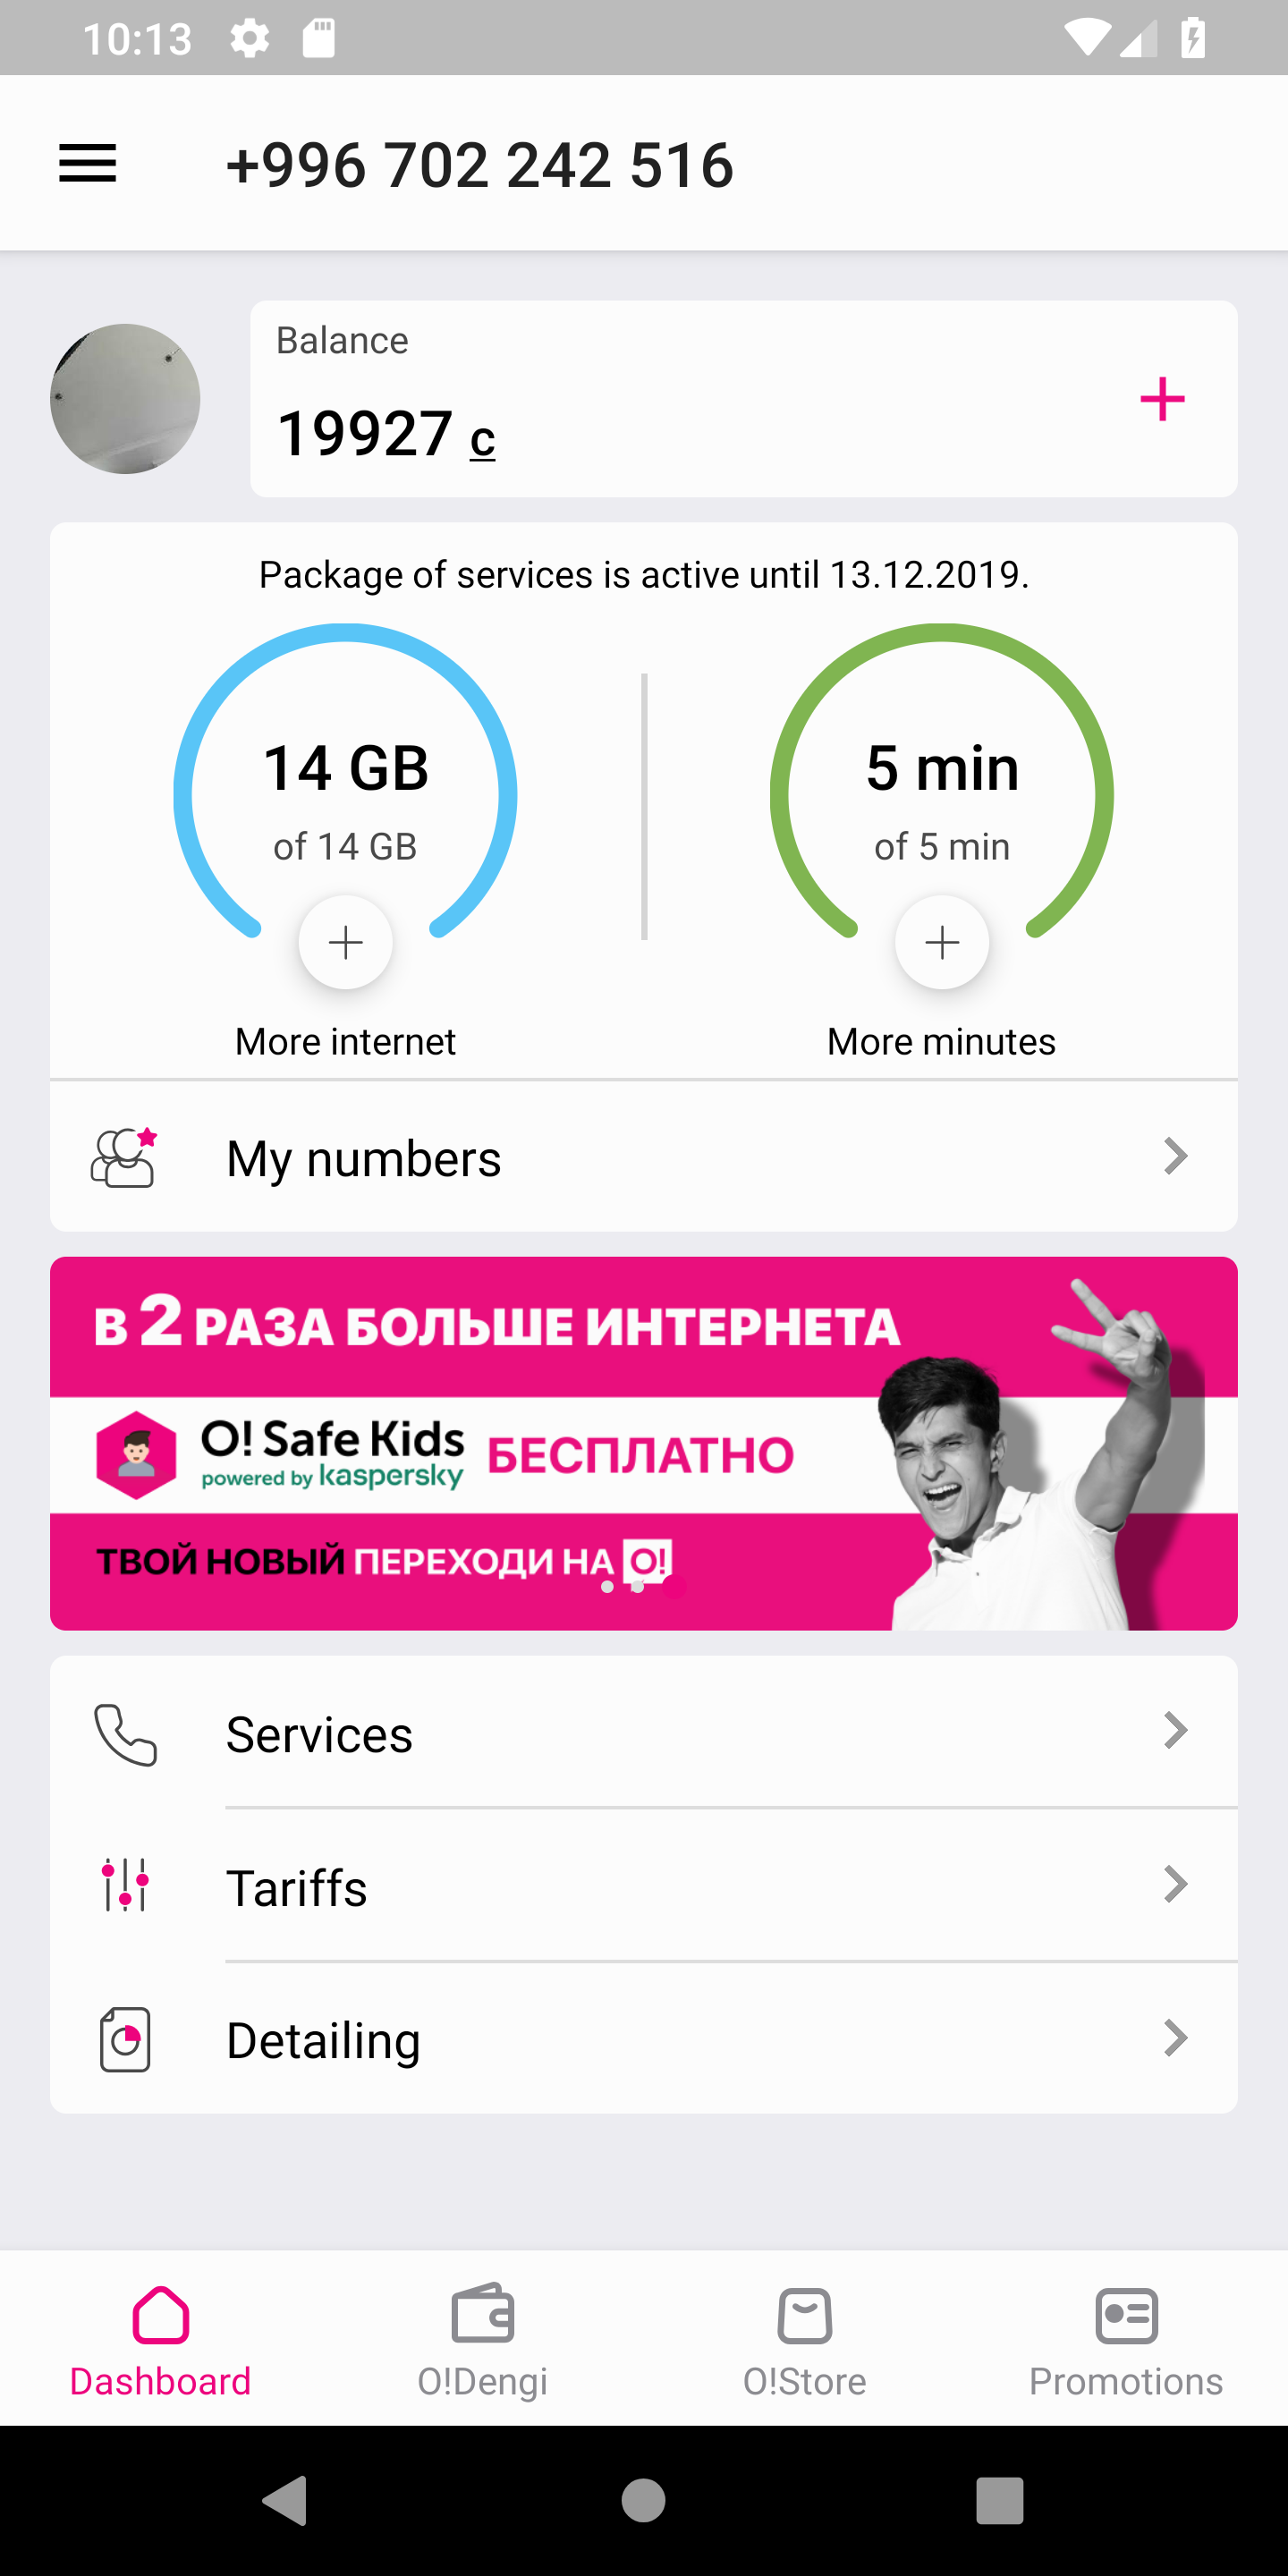 10:13
+996 702 242 516
Balance
19927 c
Package of services is active until 13.12.2019.
14 GB
of 14 GB
5 min
of 5 min
More internet
More minutes
My numbers
В 2 РАЗА БОЛЬШЕ ИНТЕРНЕТА
O! Safe Kids
powered by kaspersky
БЕСПЛАТНО
ТВОЙ НОВЫЙ ПЕРЕХОДИ НА O!
Services
Tariffs
Detailing
Dashboard
O!Dengi
O!Store
Promotions